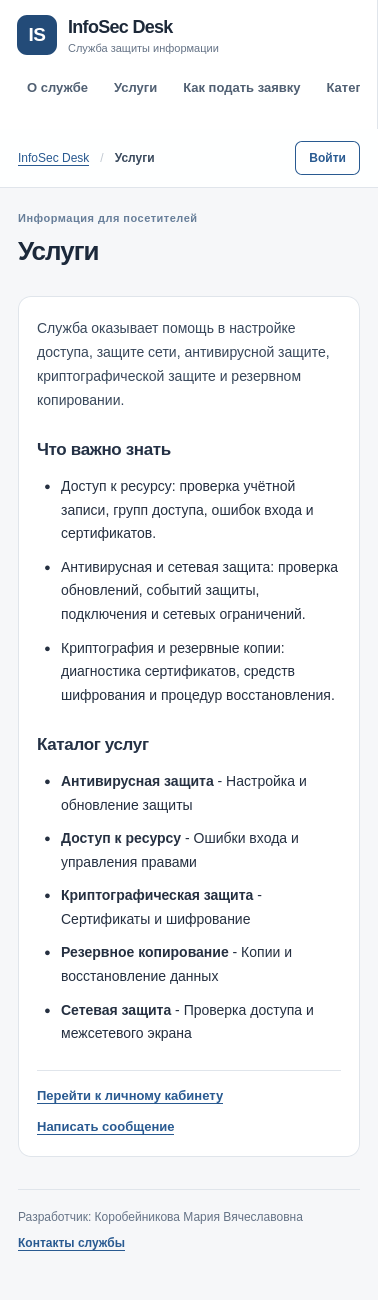 IS
InfoSec Desk
Служба защиты информации
О службе Услуги Как подать заявку Катег
InfoSec Desk / Услуги
Войти
Информация для посетителей
Услуги
Служба оказывает помощь в настройке
доступа, защите сети, антивирусной защите,
криптографической защите и резервном
копировании.
Что важно знать
Доступ к ресурсу: проверка учётной
записи, групп доступа, ошибок входа и
сертификатов.
Антивирусная и сетевая защита: проверка
обновлений, событий защиты,
подключения и сетевых ограничений.
Криптография и резервные копии:
диагностика сертификатов, средств
шифрования и процедур восстановления.
Каталог услуг
Антивирусная защита - Настройка и
обновление защиты
Доступ к ресурсу - Ошибки входа и
управления правами
Криптографическая защита -
Сертификаты и шифрование
Резервное копирование - Копии и
восстановление данных
Сетевая защита - Проверка доступа и
межсетевого экрана
Перейти к личному кабинету
Написать сообщение
Разработчик: Коробейникова Мария Вячеславовна
Контакты службы